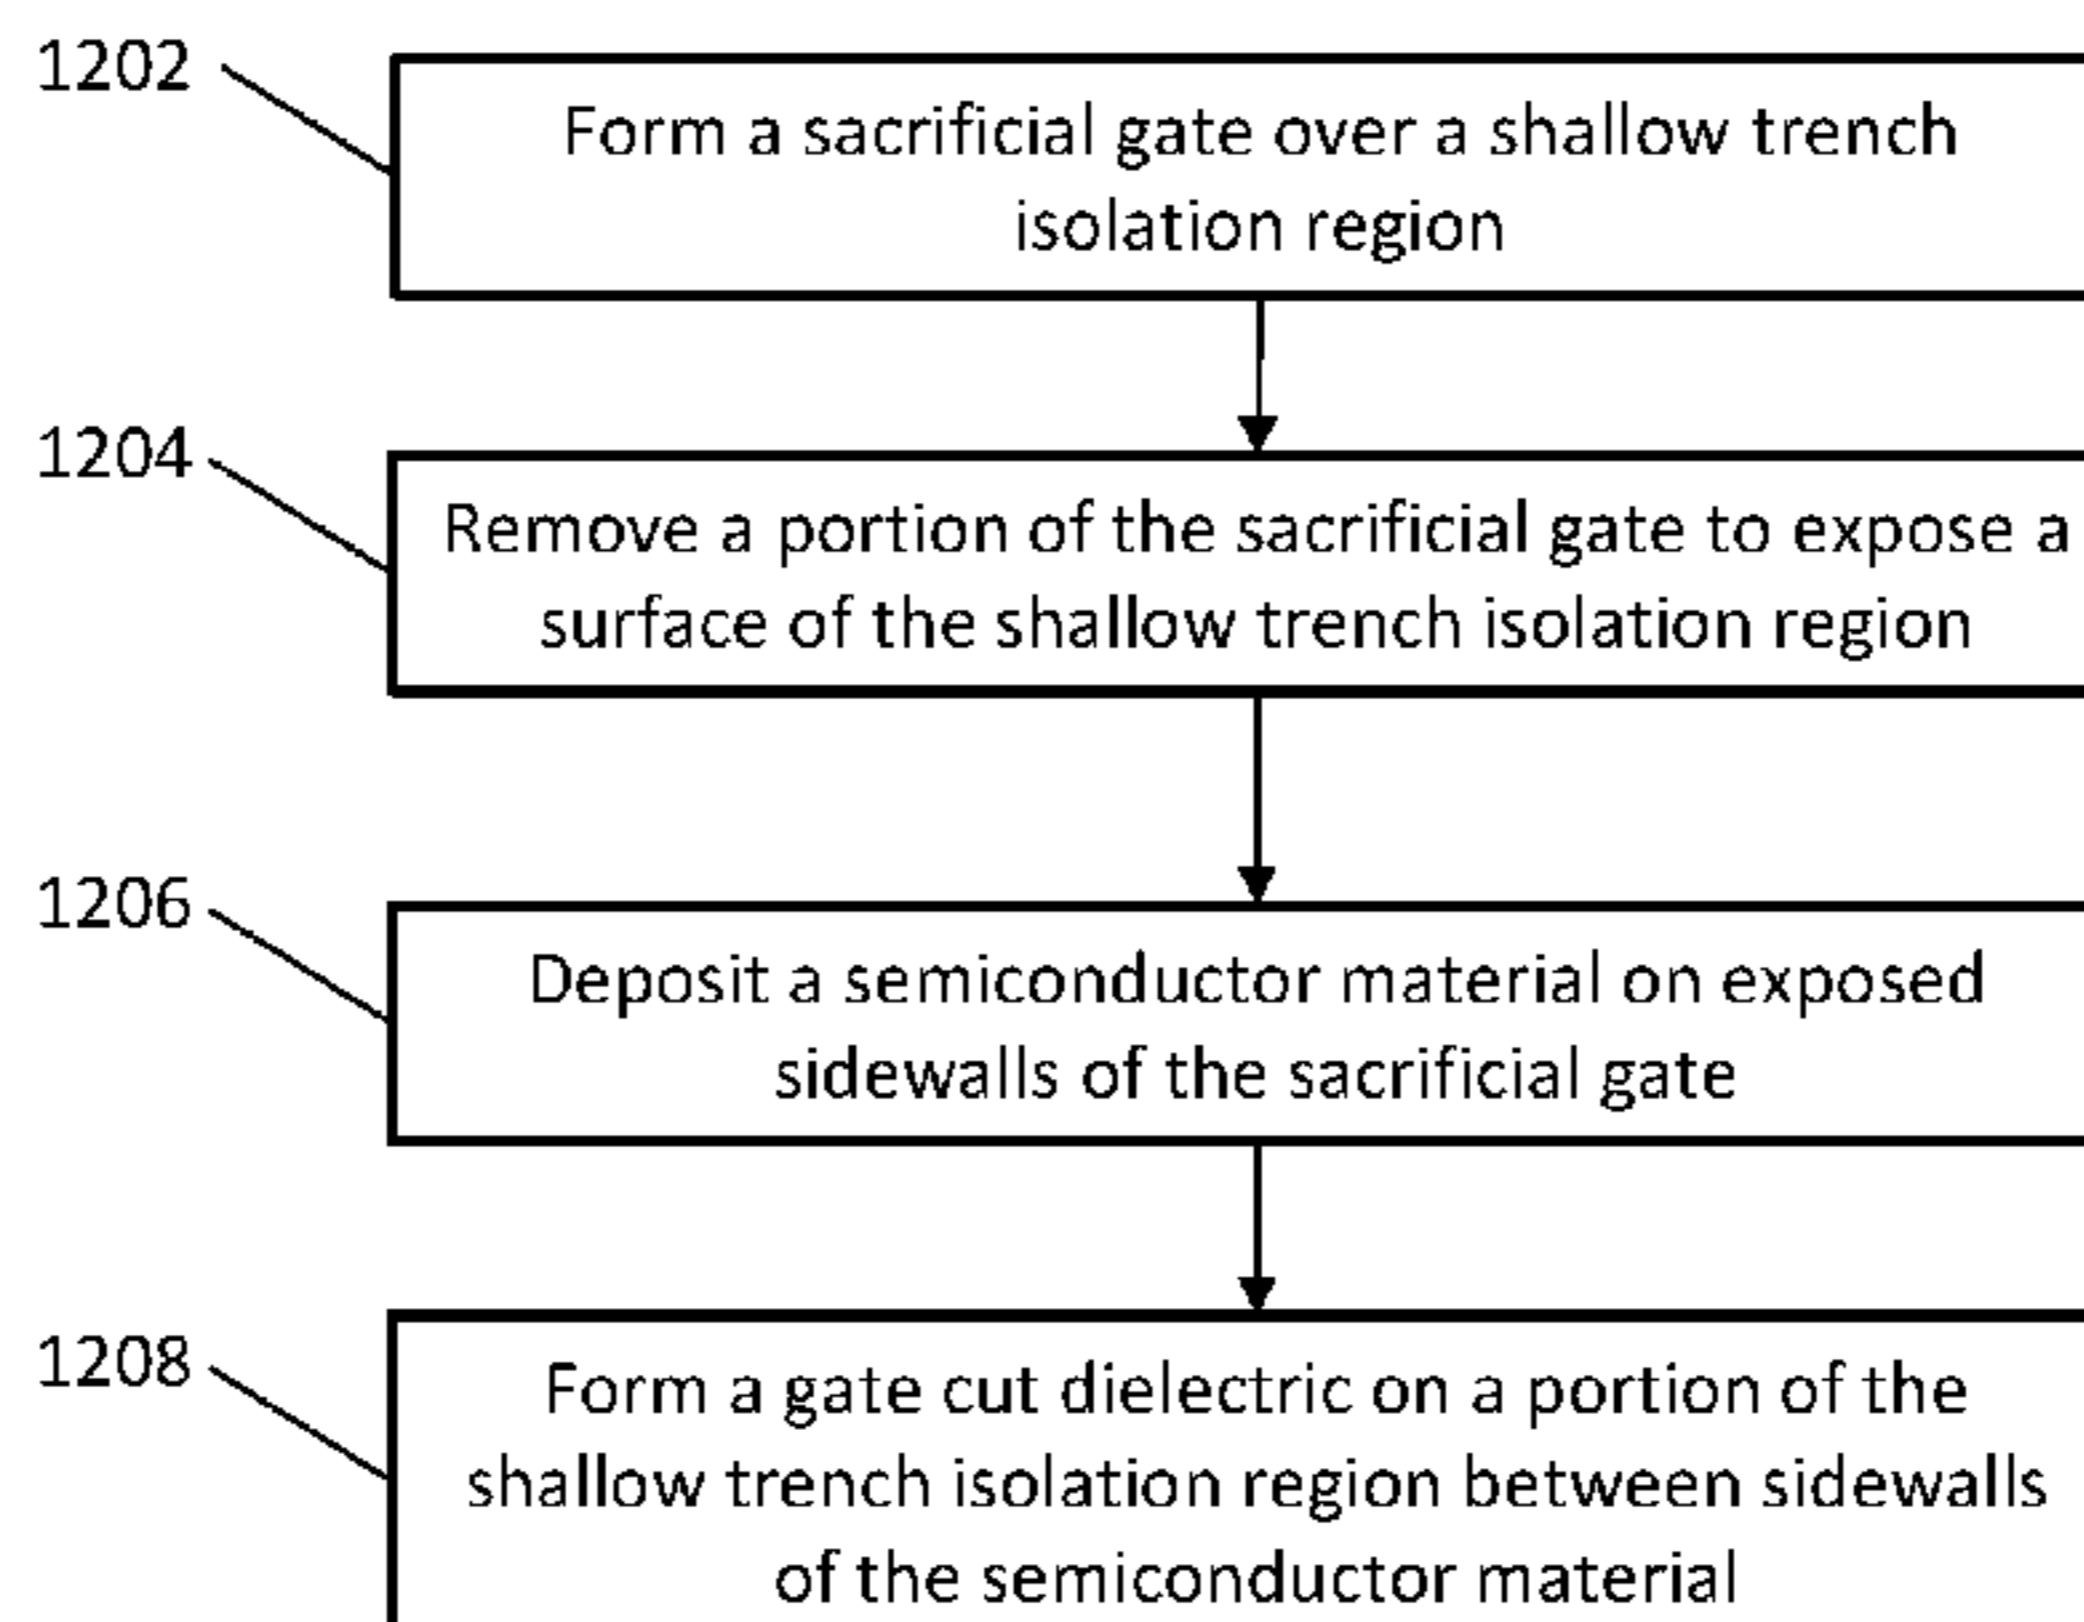 1202
Form a sacrificial gate over a shallow trench
isolation region
1204
Remove a portion of the sacrificial gate to expose a
surface of the shallow trench isolation region
1206
Deposit a semiconductor material on exposed
sidewalls of the sacrificial gate
1208
Form a gate cut dielectric on a portion of the
shallow trench isolation region between sidewalls
of the semiconductor material